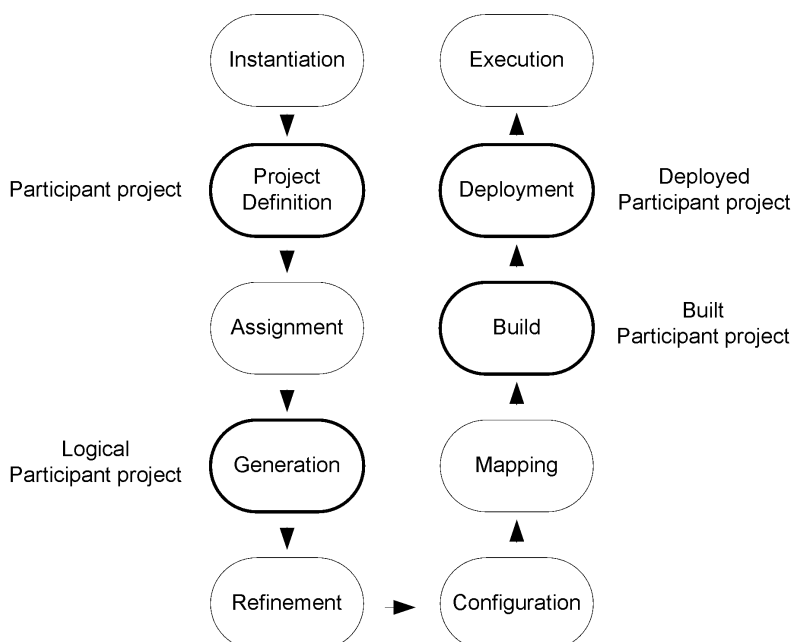 Instantiation
Execution
Participant project
Project
Definition
Deployment
Deployed
Participant project
Assignment
Build
Built
Participant project
Logical
Participant project
Generation
Mapping
Refinement
Configuration